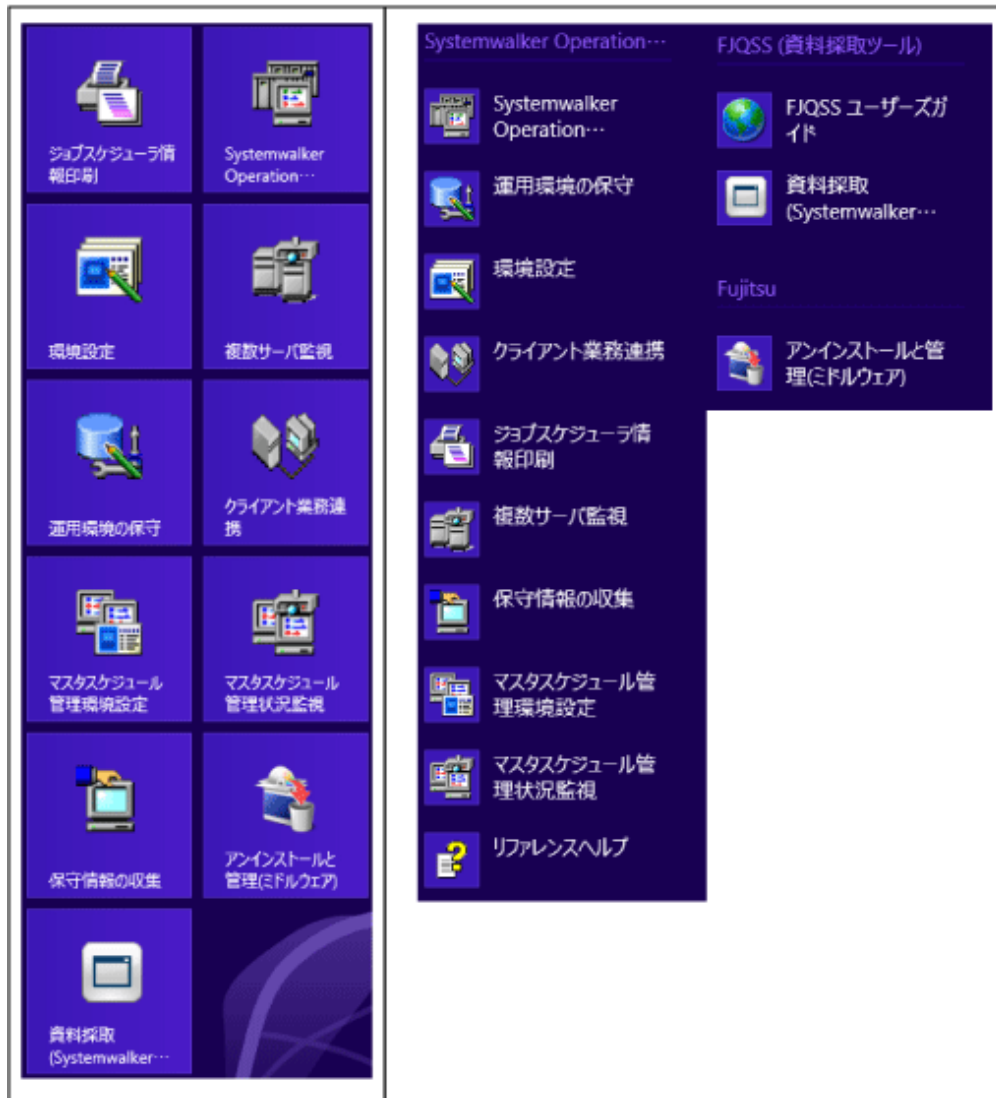 ジョブスケジューラ情
報印刷
Systemwalker
Operation…
環境設定
複数サーバ監視
運用環境の保守
クライアント業務連
携
マスタスケジュール
管理環境設定
マスタスケジュール
管理状況監視
保守情報の収集
アンインストールと
管理(ミドルウェア)
資料採取
(Systemwalker…
Systemwalker Operation…
Systemwalker
Operation…
運用環境の保守
環境設定
クライアント業務連携
ジョブスケジューラ情
報印刷
複数サーバ監視
保守情報の収集
マスタスケジュール管
理環境設定
マスタスケジュール管
理状況監視
リファレンスヘルプ
FJQSS (資料採取ツール)
FJQSS ユーザーズガ
イド
資料採取
(Systemwalker…
Fujitsu
アンインストールと管
理(ミドルウェア)